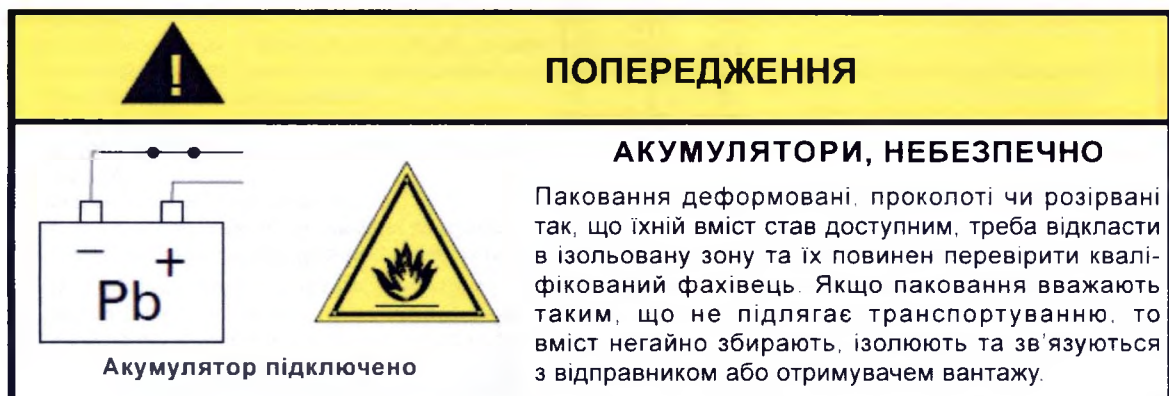 ПОПЕРЕДЖЕННЯ
АКУМУЛЯТОРИ, НЕБЕЗПЕЧНО
Паковання деформовані, проколоті чи розірвані
так, що їхній вміст став доступним, треба відкласти
в ізольовану зону та їх повинен перевірити квалі-
фікований фахівець. Якщо паковання вважають
таким, що не підлягає транспортуванню, то
вміст негайно збирають, ізолюють та зв'язуються
з відправником або отримувачем вантажу.
− +
Pb
Акумулятор підключено